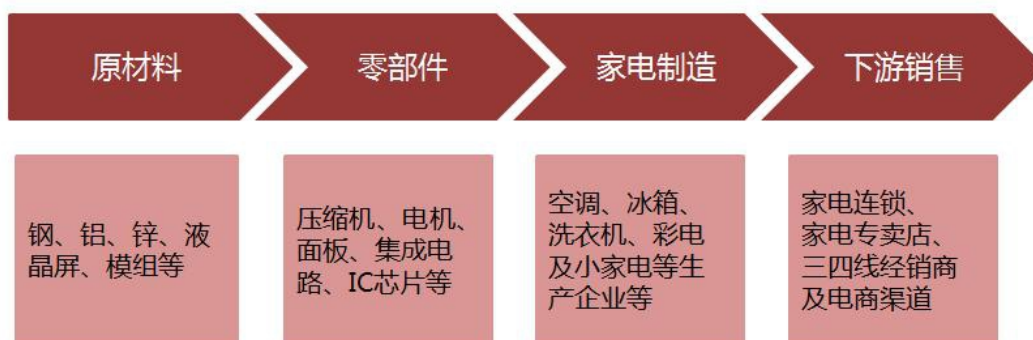 原材料
零部件
家电制造
下游销售
钢、铝、锌、液
晶屏、模组等
压缩机、电机、
面板、集成电
路、IC芯片等
空调、冰箱、
洗衣机、彩电
及小家电等生
产企业等
家电连锁、
家电专卖店、
三四线经销商
及电商渠道